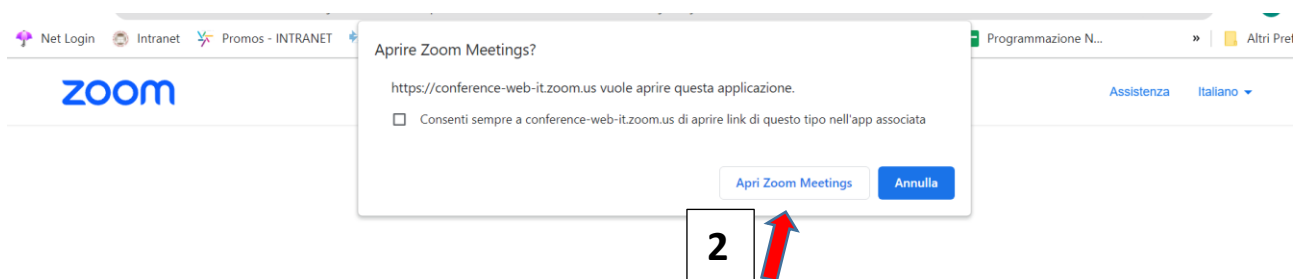 Net Login Intranet Promos - INTRANET Programmazione N... » Altri Pref
Aprire Zoom Meetings?
zoom
https://conference-web-it.zoom.us vuole aprire questa applicazione.
Assistenza Italiano
Consenti sempre a conference-web-it.zoom.us di aprire link di questo tipo nell'app associata
Apri Zoom Meetings Annulla
2